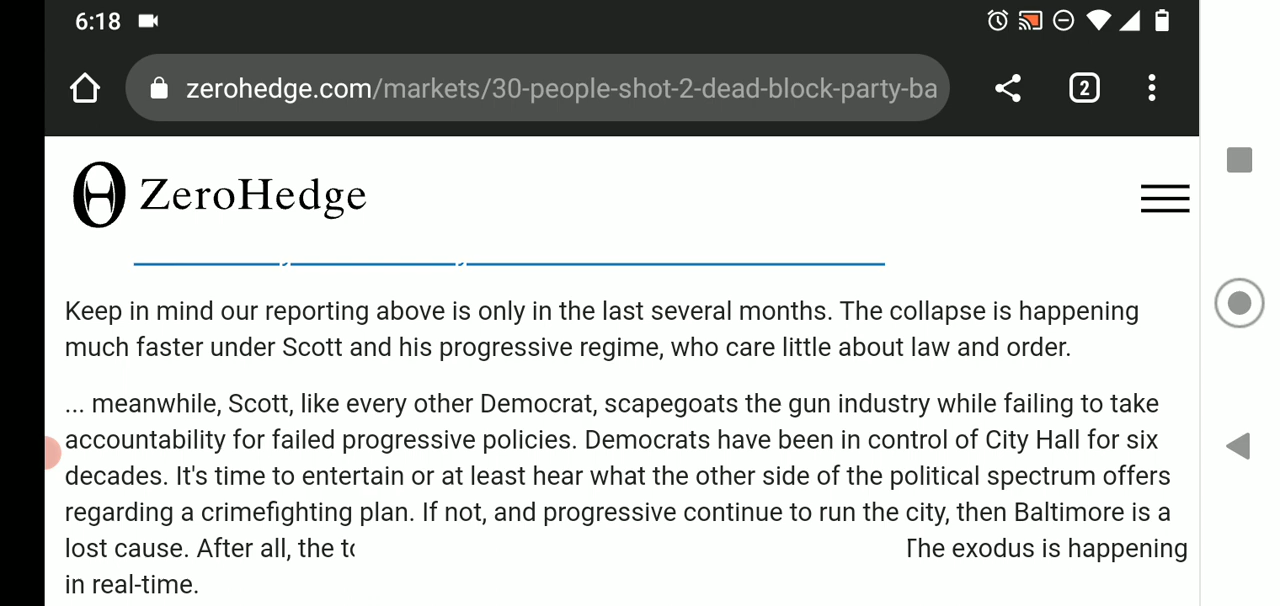 6:18
zerohedge.com/markets/30-people-shot-2-dead-block-party-ba
2
ZeroHedge
Keep in mind our reporting above is only in the last several months. The collapse is happening
much faster under Scott and his progressive regime, who care little about law and order.
... meanwhile, Scott, like every other Democrat, scapegoats the gun industry while failing to take
accountability for failed progressive policies. Democrats have been in control of City Hall for six
decades. It's time to entertain or at least hear what the other side of the political spectrum offers
regarding a crimefighting plan. If not, and progressive continue to run the city, then Baltimore is a
lost cause. After all, the The exodus is happening
in real-time.